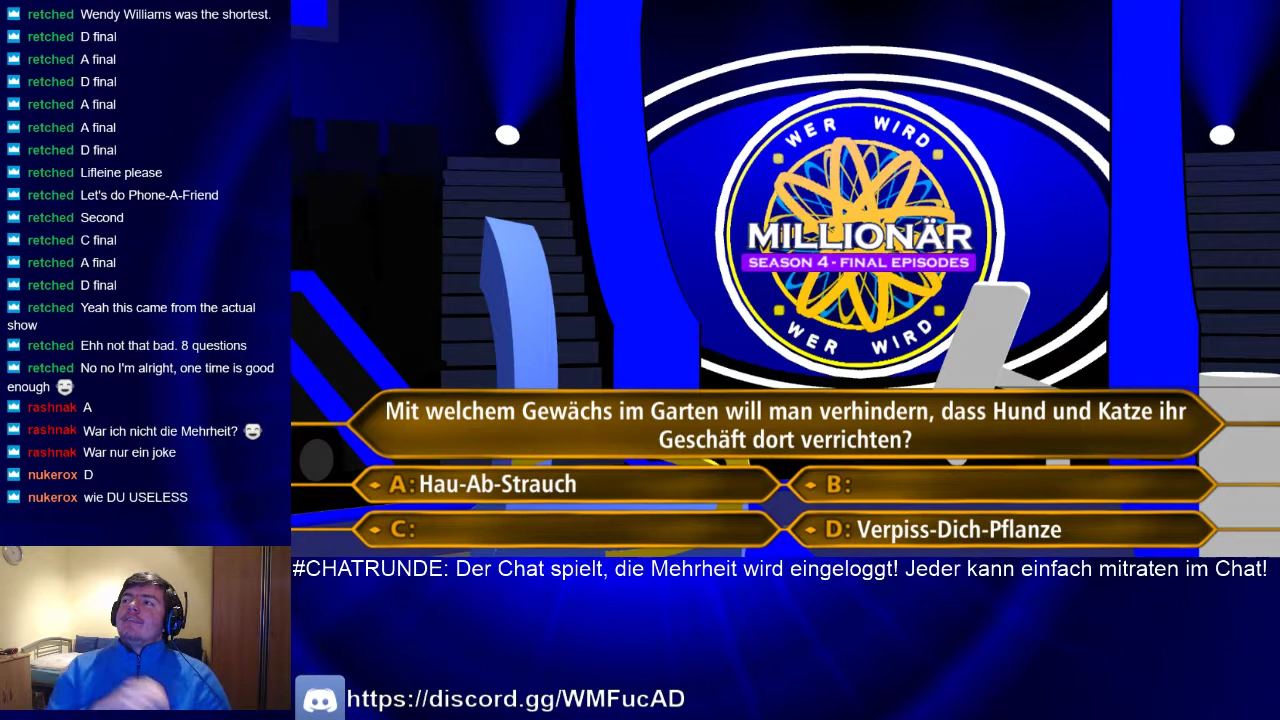 retched Wendy Williams was the shortest.
retched D final
retched A final
retched D final
retched A final
retched A final
retched D final
retched Lifleine please
retched Let's do Phone-A-Friend
retched Second
retched C final
retched A final
retched D final
retched Yeah this came from the actual
show
retched Ehh not that bad. 8 questions
retched No no I'm alright, one time is good
enough
rashnak A
rashnak War ich nicht die Mehrheit?
rashnak War nur ein joke
nukerox D
nukerox wie DU USELESS
WER WIRD
MILLIONÄR
SEASON 4 - FINAL EPISODES
WER WIRD
Mit welchem Gewächs im Garten will man verhindern, dass Hund und Katze ihr
Geschäft dort verrichten?
A: Hau-Ab-Strauch
B:
C:
D: Verpiss-Dich-Pflanze
#CHATRUNDE: Der Chat spielt, die Mehrheit wird eingeloggt! Jeder kann einfach mitraten im Chat!
https://discord.gg/WMFucAD